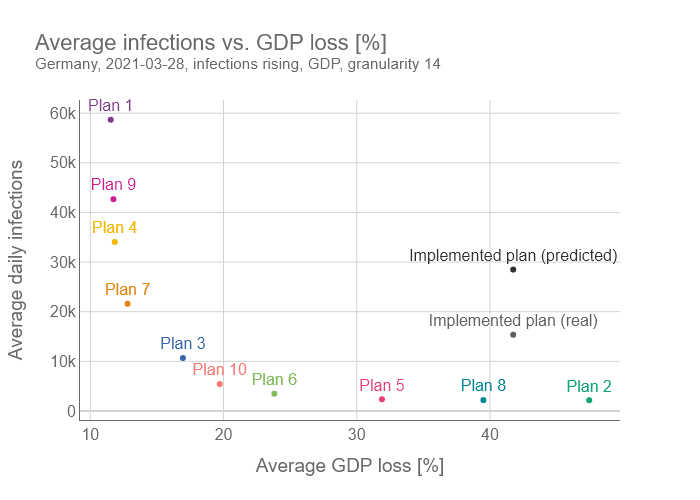 Average infections vs. GDP loss [%]
Germany, 2021-03-28, infections rising, GDP, granularity 14
Average daily infections
60k
50k
40k
30k
20k
10k
0
Plan 1
Plan 9
Plan 4
Implemented plan (predicted)
Plan 7
Implemented plan (real)
Plan 3
Plan 10
Plan 6
Plan 5
Plan 8
Plan 2
10
20
30
40
Average GDP loss [%]